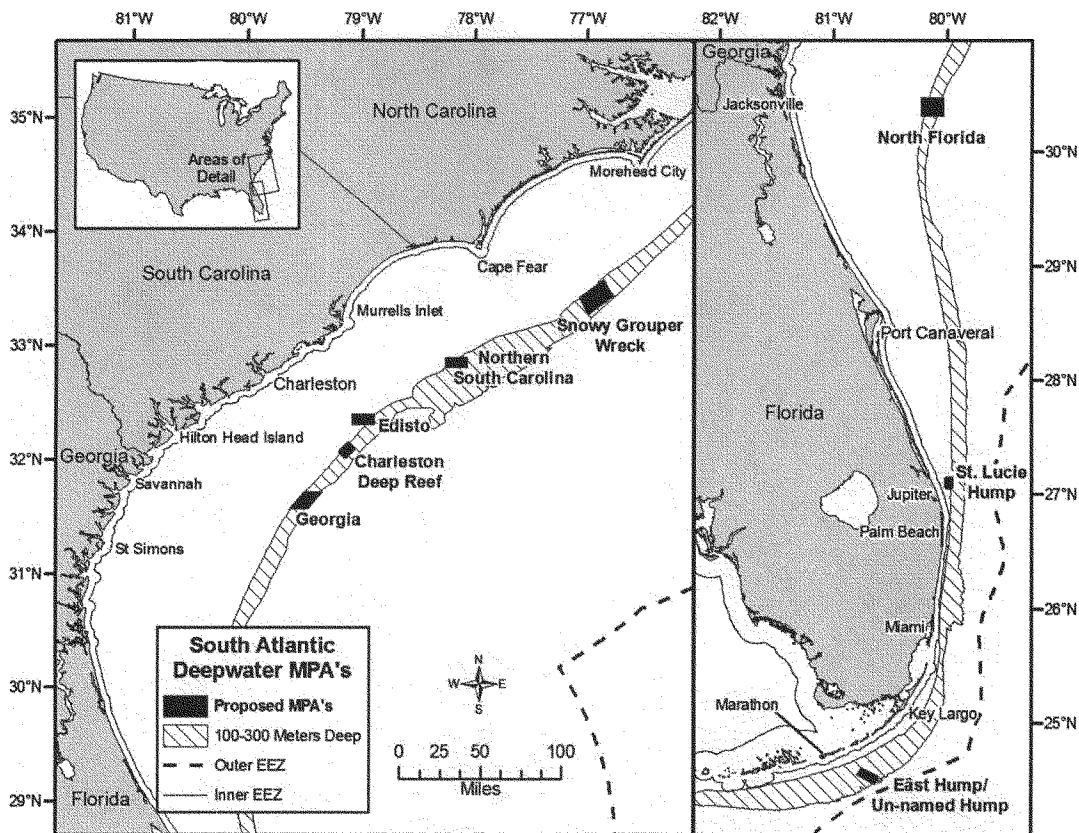 81°W
80°W
79°W
78°W
77°W
82°W
81°W
80°W
35°N
34°N
33°N
32°N
31°N
30°N
29°N
Areas of
Detail
North Carolina
Morehead City
Cape Fear
South Carolina
Murrells Inlet
Snowy Grouper
Wreck
Northern
South Carolina
Charleston
Edisto
Hilton Head Island
Georgia
Charleston
Deep Reef
Savannah
Georgia
St Simons
Florida
South Atlantic
Deepwater MPA's
Proposed MPA's
100-300 Meters Deep
Outer EEZ
Inner EEZ
N
W
E
S
0 25 50 100
Miles
Georgia
Jacksonville
North Florida
30°N
29°N
Port Canaveral
28°N
Florida
St. Lucie
Hump
Jupiter
27°N
Palm Beach
26°N
Miami
Marathon
Key Largo
25°N
East Hump/
Un-named Hump